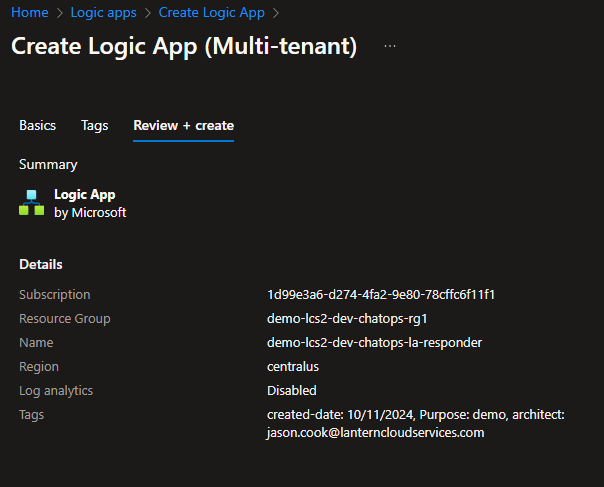 Home > Logic apps > Create Logic App >
Create Logic App (Multi-tenant) ...
Basics Tags Review + create
Summary
Logic App
by Microsoft
Details
Subscription 1d99e3a6-d274-4fa2-9e80-78cffc6f11f1
Resource Group demo-lcs2-dev-chatops-rg1
Name demo-lcs2-dev-chatops-la-responder
Region centralus
Log analytics Disabled
Tags created-date: 10/11/2024, Purpose: demo, architect:
jason.cook@lanterncloudservices.com